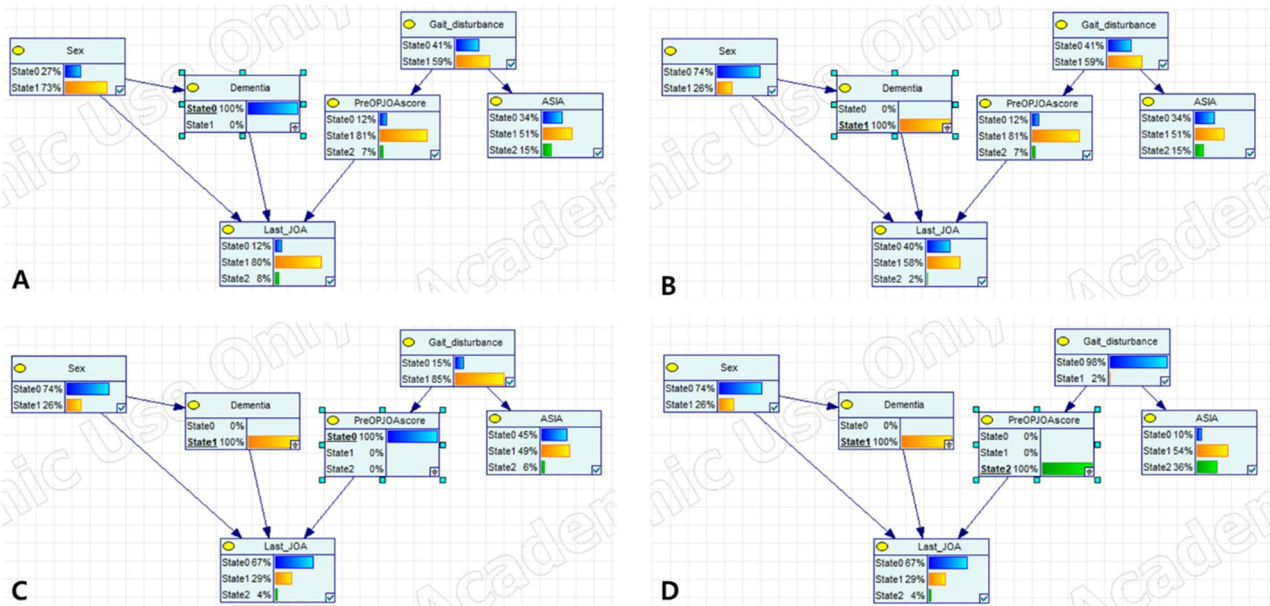 Sex
State0 27%
State1 73%
Dementia
State0 100%
State1 0%
Gait_disturbance
State0 41%
State1 59%
PreOPJOAscore
State0 12%
State1 81%
State2 7%
ASIA
State0 34%
State1 51%
State2 15%
Last_JOA
State0 12%
State1 80%
State2 8%
A
Sex
State0 74%
State1 26%
Dementia
State0 0%
State1 100%
Gait_disturbance
State0 41%
State1 59%
PreOPJOAscore
State0 12%
State1 81%
State2 7%
ASIA
State0 34%
State1 51%
State2 15%
Last_JOA
State0 40%
State1 58%
State2 2%
B
Sex
State0 74%
State1 26%
Dementia
State0 0%
State1 100%
Gait_disturbance
State0 15%
State1 85%
PreOPJOAscore
State0 100%
State1 0%
State2 0%
ASIA
State0 45%
State1 49%
State2 6%
Last_JOA
State0 67%
State1 29%
State2 4%
C
Sex
State0 74%
State1 26%
Dementia
State0 0%
State1 100%
Gait_disturbance
State0 98%
State1 2%
PreOPJOAscore
State0 0%
State1 0%
State2 100%
ASIA
State0 10%
State1 54%
State2 36%
Last_JOA
State0 67%
State1 29%
State2 4%
D